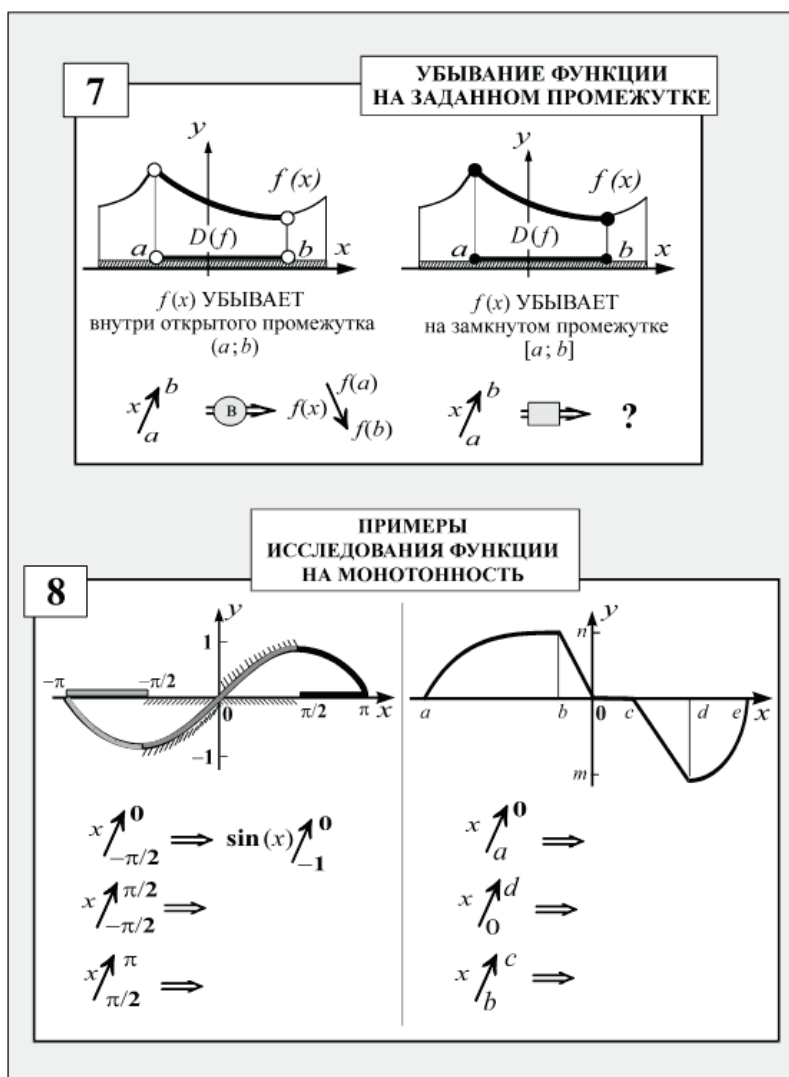 7
УБЫВАНИЕ ФУНКЦИИ
НА ЗАДАННОМ ПРОМЕЖУТКЕ
y
f (x)
D(f)
a
b
x
f (x) УБЫВАЕТ
внутри открытого промежутка
(a; b)
x
b
a
В
f(x)
f(a)
f(b)
y
f (x)
D(f)
a
b
x
f (x) УБЫВАЕТ
на замкнутом промежутке
[a; b]
x
b
a
?
ПРИМЕРЫ
ИССЛЕДОВАНИЯ ФУНКЦИИ
НА МОНОТОННОСТЬ
8
y
1
−π
−π/2
0
π/2
π
x
−1
x
0
−π/2
sin (x)
0
−1
x
π/2
−π/2
x
π
π/2
y
n
a
b
0
c
d
e
x
m
x
0
a
x
d
0
x
c
b